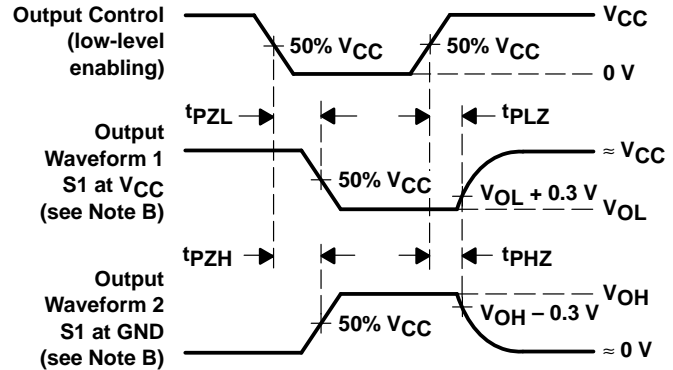 Output Control
(low-level
enabling)
VCC
50% VCC
50% VCC
0 V
tPZL
tPLZ
Output
Waveform 1
S1 at VCC
(see Note B)
≈ VCC
50% VCC
VOL + 0.3 V
VOL
tPZH
tPHZ
Output
Waveform 2
S1 at GND
(see Note B)
VOH
VOH – 0.3 V
50% VCC
≈ 0 V